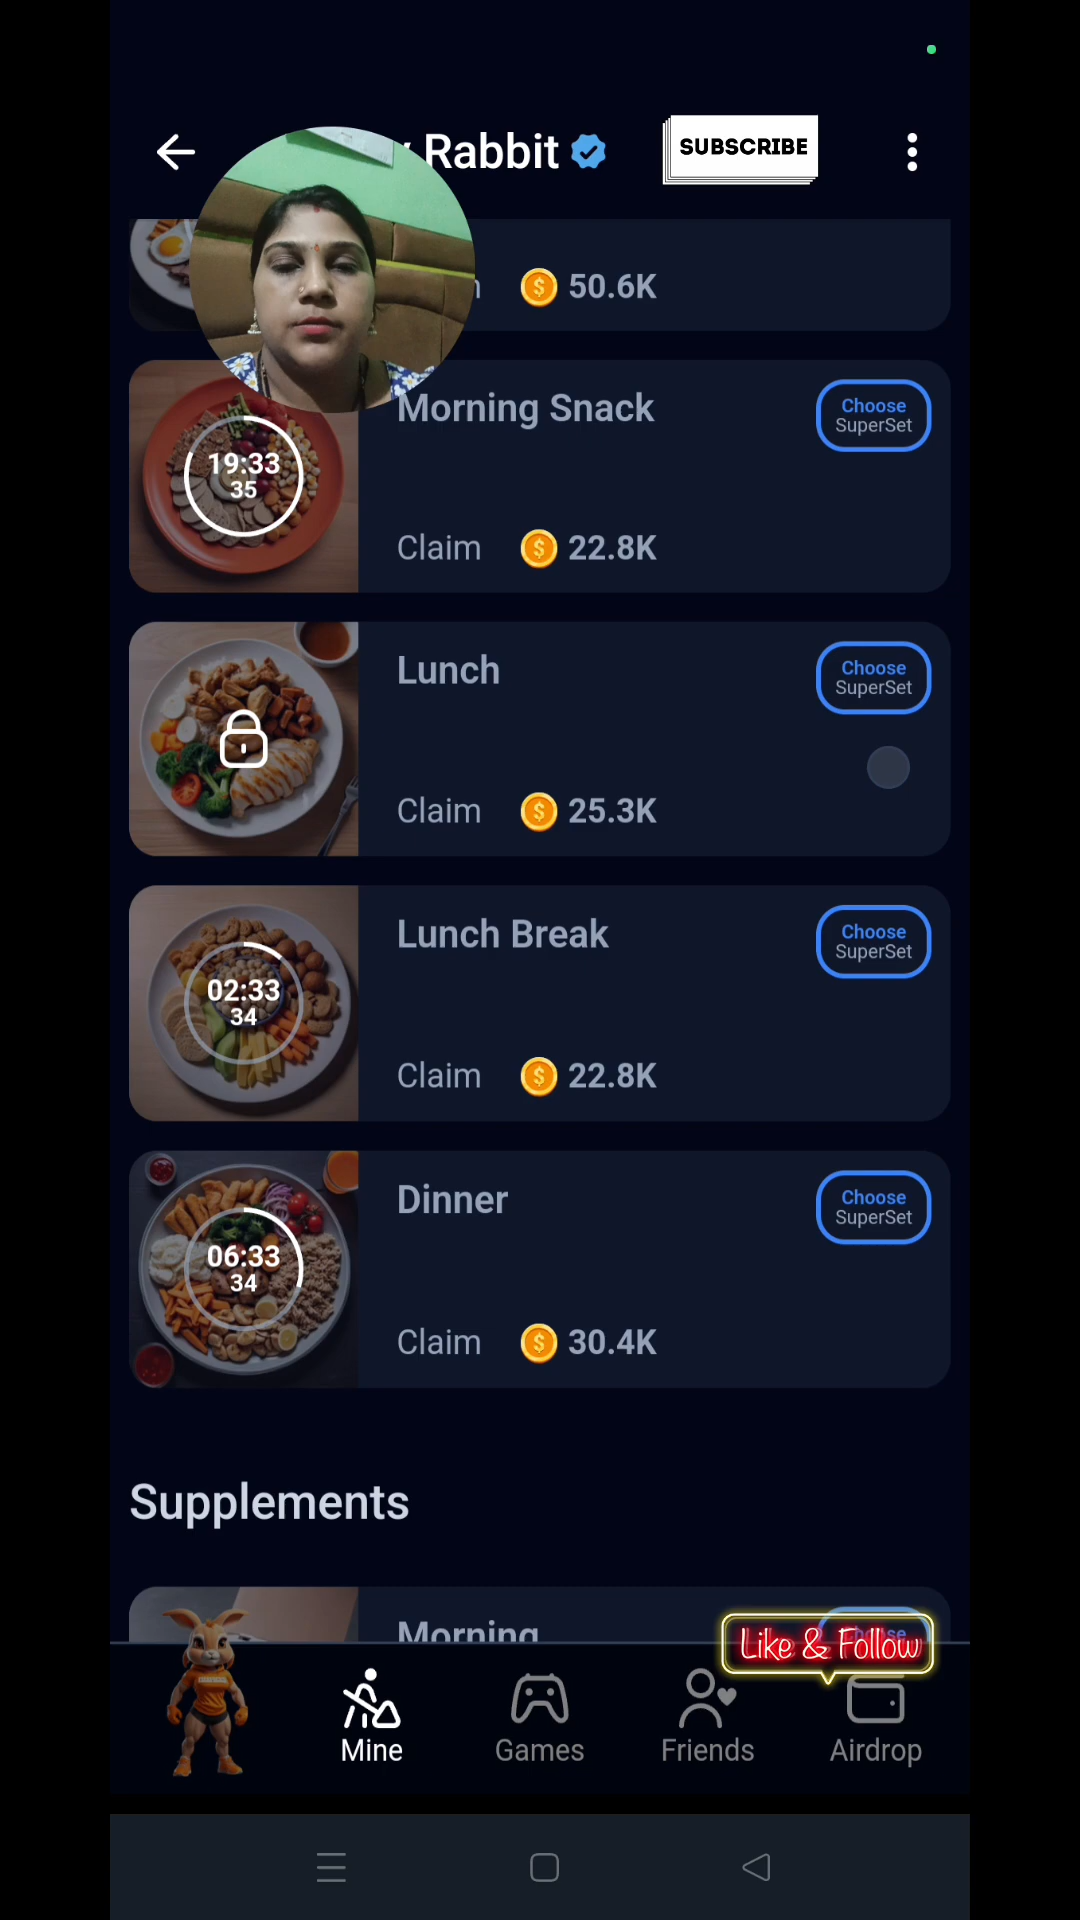 Rabbit
SUBSCRIBE
50.6K
Morning Snack
Choose
SuperSet
19:33
35
Claim
22.8K
Lunch
Choose
SuperSet
Claim
25.3K
Lunch Break
Choose
SuperSet
02:33
34
Claim
22.8K
Dinner
Choose
SuperSet
06:33
34
Claim
30.4K
Supplements
Morning
Like & Follow
Mine
Games
Friends
Airdrop